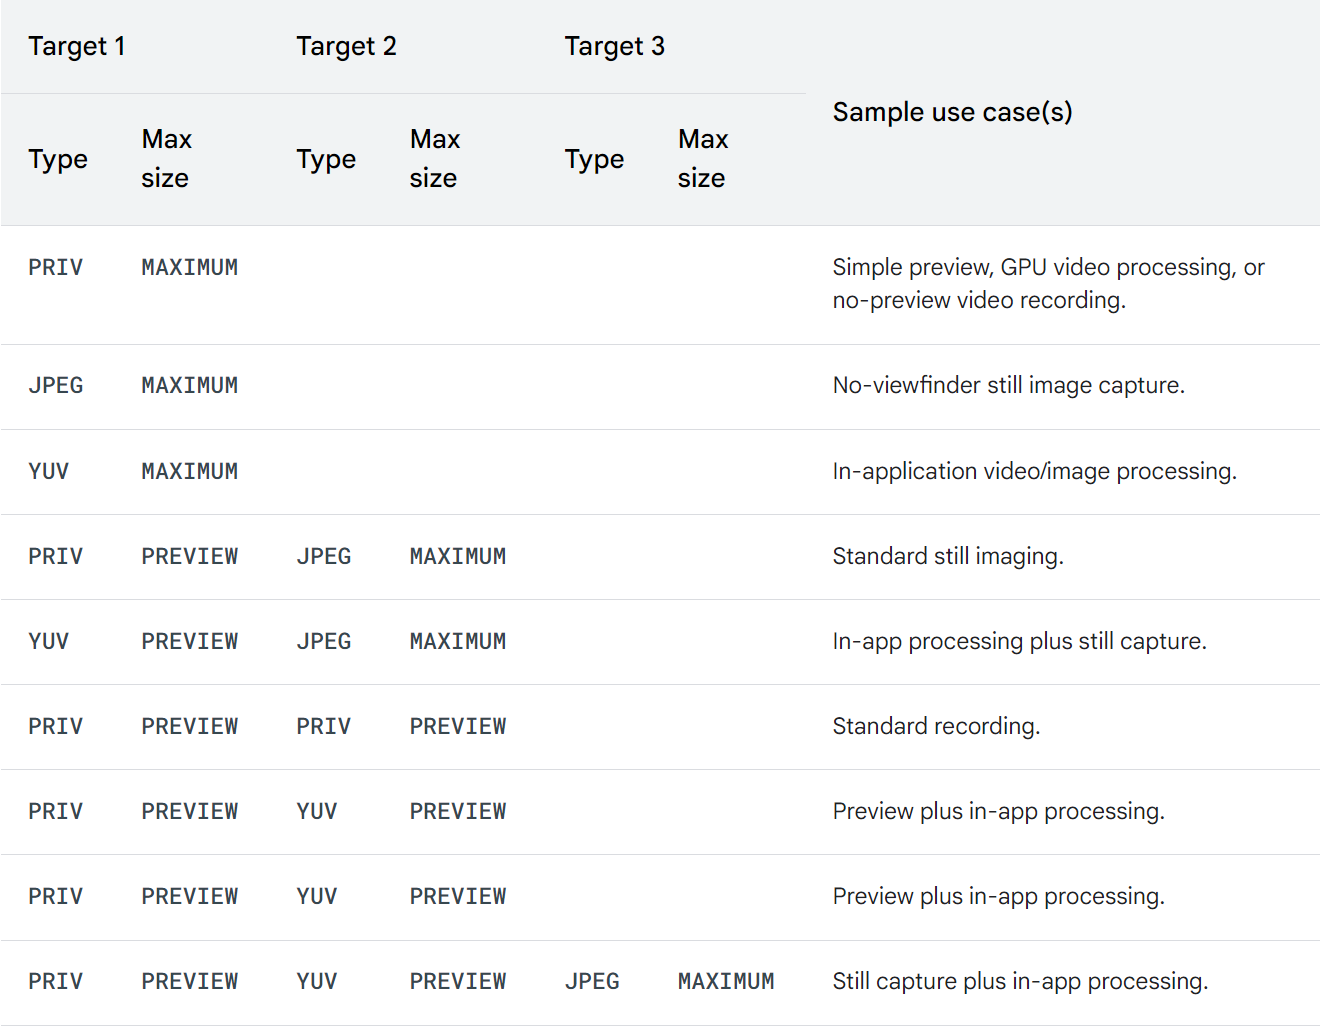 Target 1 Target 2 Target 3
Sample use case(s)
Type Max size Type Max size Type Max size
PRIV MAXIMUM Simple preview, GPU video processing, or
no-preview video recording.
JPEG MAXIMUM No-viewfinder still image capture.
YUV MAXIMUM In-application video/image processing.
PRIV PREVIEW JPEG MAXIMUM Standard still imaging.
YUV PREVIEW JPEG MAXIMUM In-app processing plus still capture.
PRIV PREVIEW PRIV PREVIEW Standard recording.
PRIV PREVIEW YUV PREVIEW Preview plus in-app processing.
PRIV PREVIEW YUV PREVIEW Preview plus in-app processing.
PRIV PREVIEW YUV PREVIEW JPEG MAXIMUM Still capture plus in-app processing.